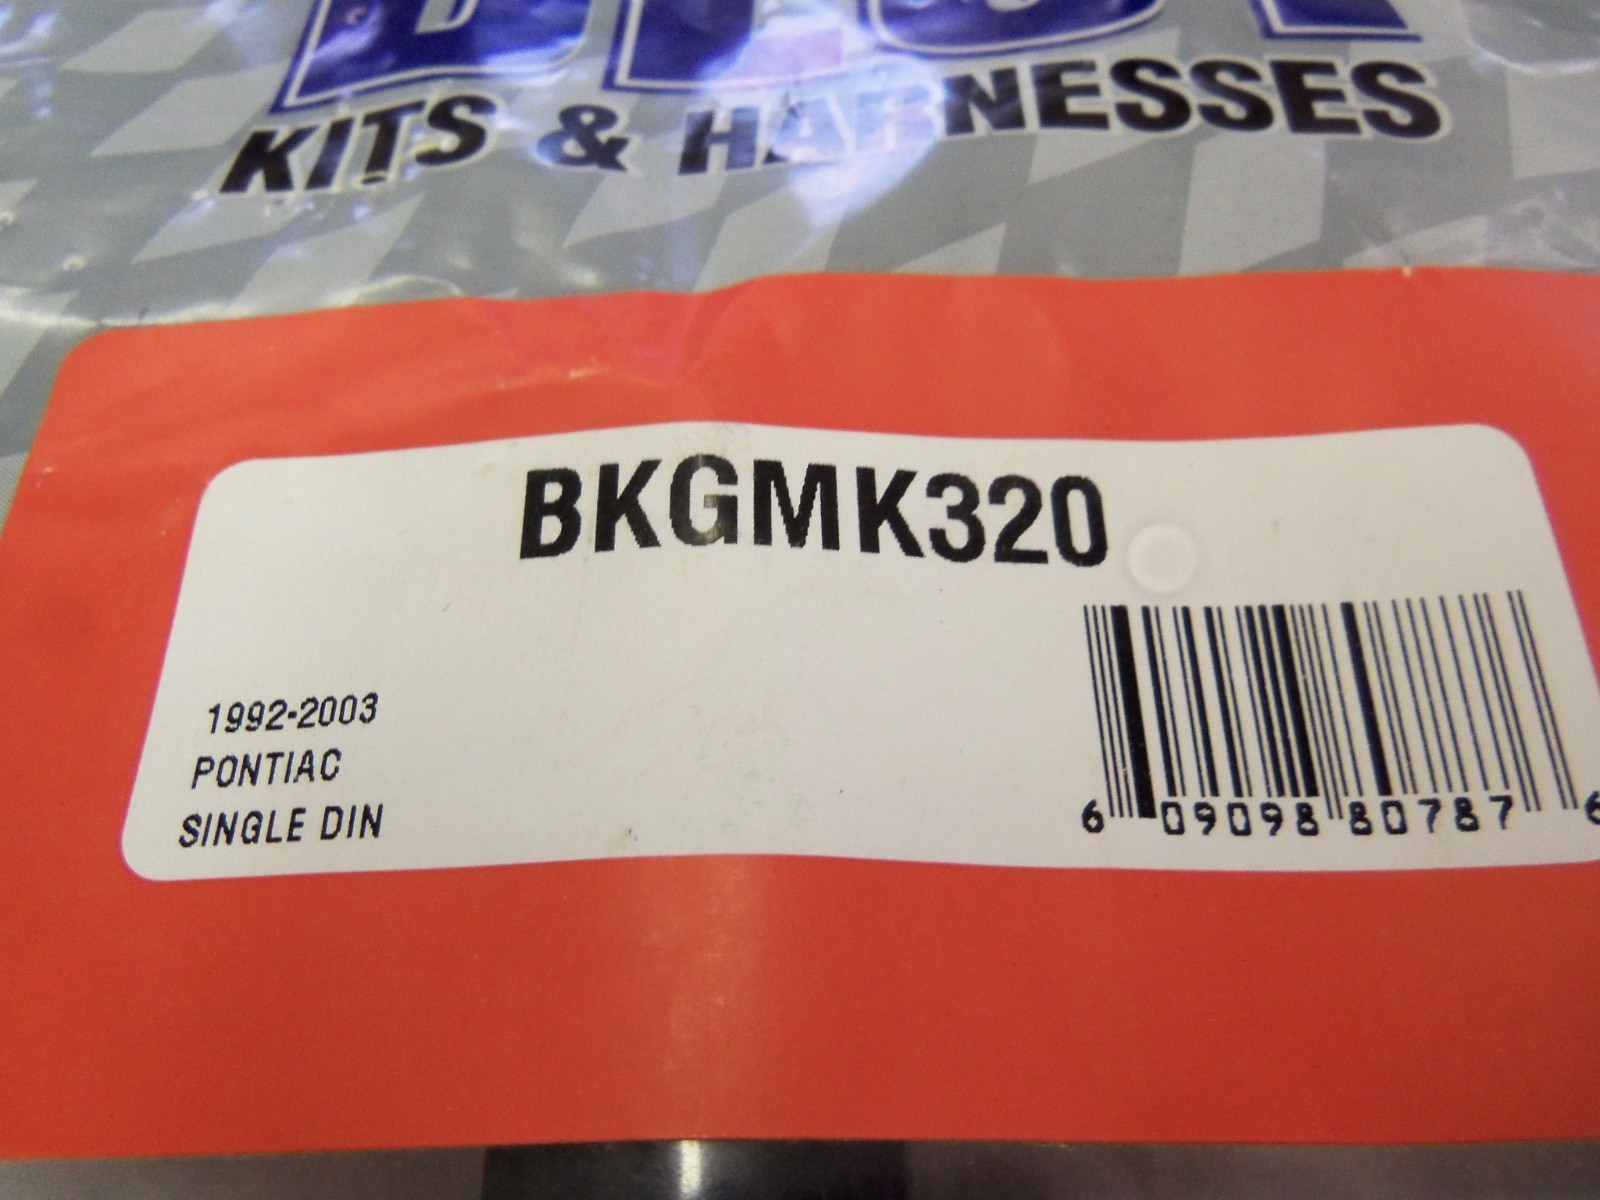 KITS & HARNESSES
BKGMK320
1992-2003
PONTIAC
SINGLE DIN
6 09098 80787 6